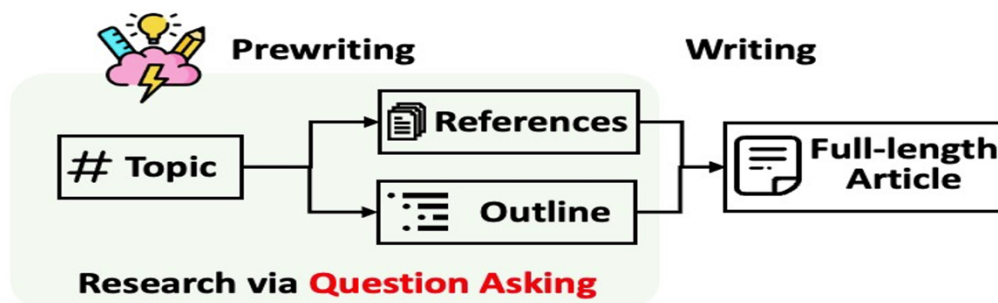 Prewriting
Writing
# Topic
References
Outline
Full-length
Article
Research via Question Asking